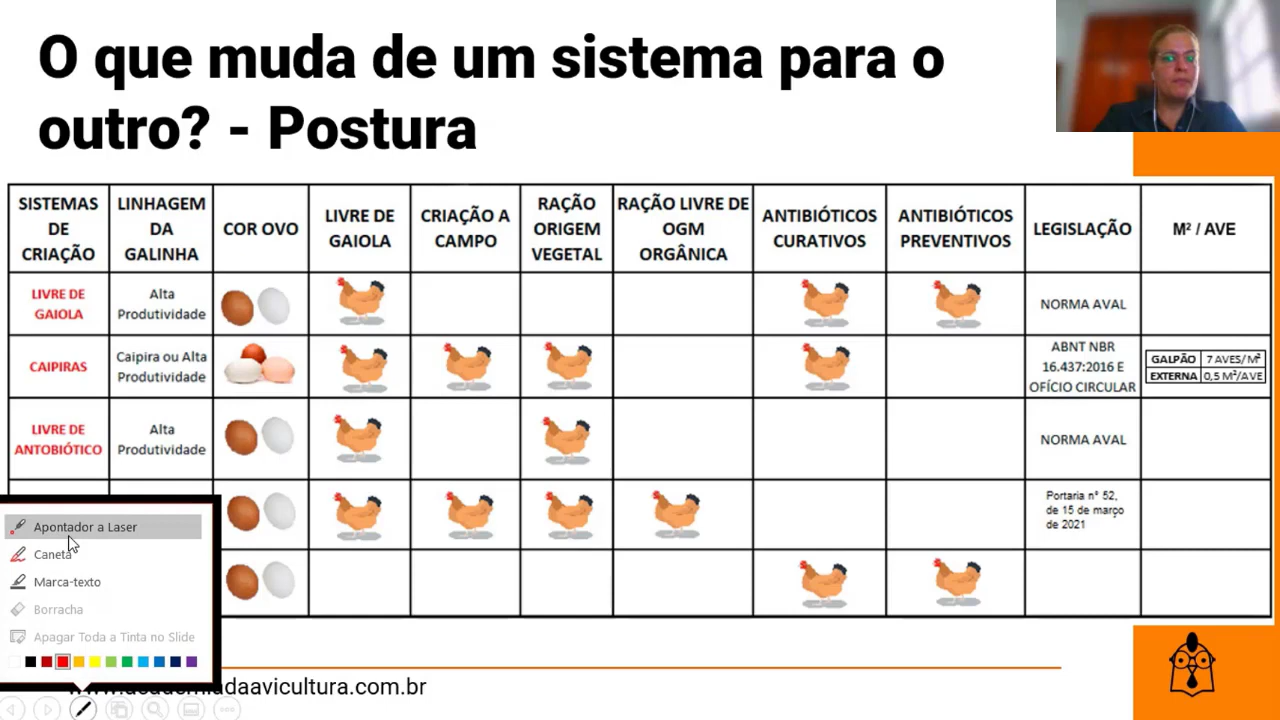 O que muda de um sistema para o
outro? - Postura
SISTEMAS
DE
CRIAÇÃO
LINHAGEM
DA
GALINHA
COR OVO
LIVRE DE
GAIOLA
CRIAÇÃO A
CAMPO
RAÇÃO
ORIGEM
VEGETAL
RAÇÃO LIVRE DE
OGM
ORGÂNICA
ANTIBIÓTICOS
CURATIVOS
ANTIBIÓTICOS
PREVENTIVOS
LEGISLAÇÃO
M² / AVE
LIVRE DE
GAIOLA
Alta
Produtividade
NORMA AVAL
CAIPIRAS
Caipira ou Alta
Produtividade
ABNT NBR
16.437:2016 E
OFÍCIO CIRCULAR
GALPÃO 7 AVES/M²
EXTERNA 0,5 M²/AVE
LIVRE DE
ANTOBIÓTICO
Alta
Produtividade
NORMA AVAL
Portaria n° 52,
de 15 de março
de 2021
Apontador a Laser
Caneta
Marca-texto
Borracha
Apagar Toda a Tinta no Slide
www.academiadaavicultura.com.br